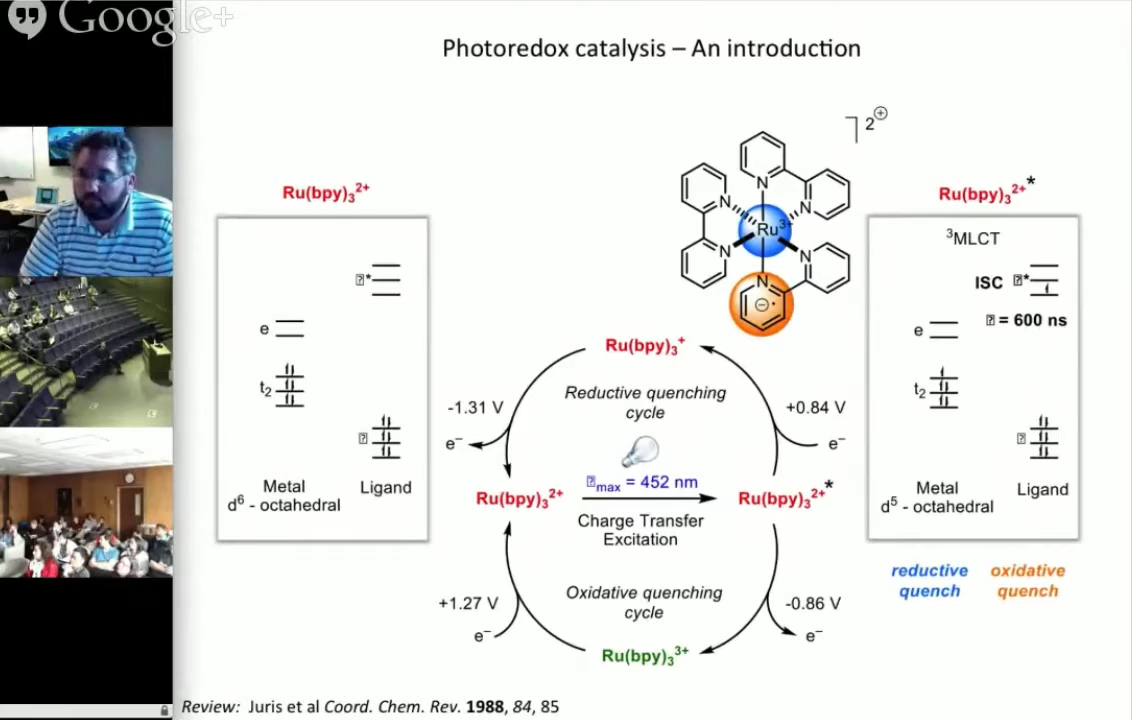 Google+
Photoredox catalysis – An introduction
2⊕
Ru(bpy)₃²⁺
Ru(bpy)₃²⁺*
N
N
N
N
N
N
Ru³⁺
³MLCT
π*
ISC
= 600 ns
e
e
t₂
t₂
Metal
d⁶ - octahedral
Ligand
Metal
d⁵ - octahedral
Ligand
Ru(bpy)₃⁺
Reductive quenching
cycle
-1.31 V
e⁻
+0.84 V
e⁻
max = 452 nm
Ru(bpy)₃²⁺
Ru(bpy)₃²⁺*
Charge Transfer
Excitation
reductive
quench
oxidative
quench
Oxidative quenching
cycle
+1.27 V
e⁻
-0.86 V
e⁻
Ru(bpy)₃³⁺
Review: Juris et al Coord. Chem. Rev. 1988, 84, 85